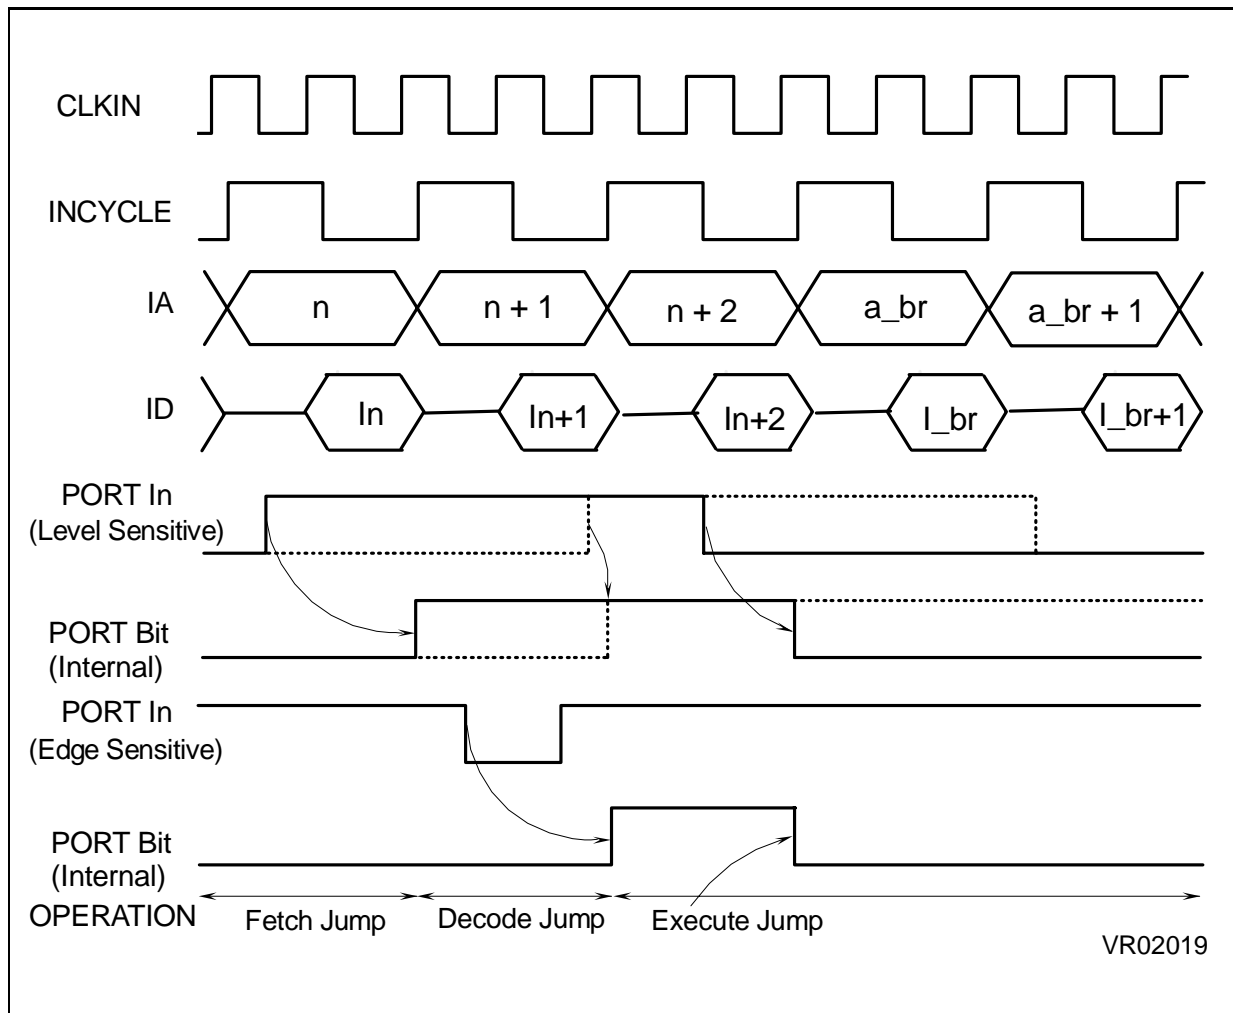 CLKIN
INCYCLE
IA n n + 1 n + 2 a_br a_br + 1
ID In In+1 In+2 I_br I_br+1
PORT In
(Level Sensitive)
PORT Bit
(Internal)
PORT In
(Edge Sensitive)
PORT Bit
(Internal)
OPERATION Fetch Jump Decode Jump Execute Jump
VR02019